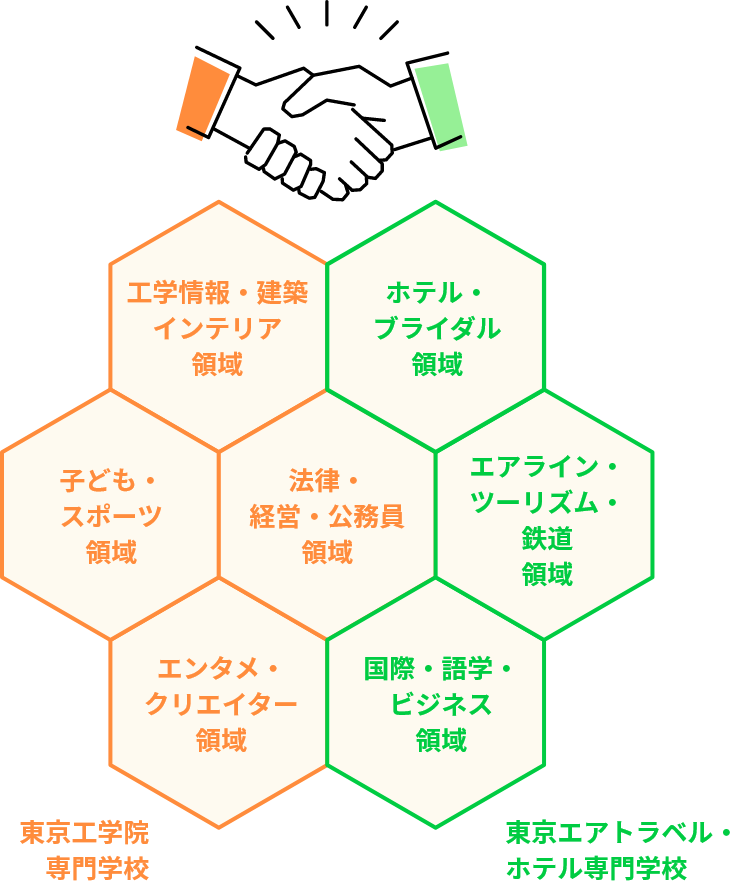 工学情報・建築
インテリア
領域
ホテル・
ブライダル
領域
子ども・
スポーツ
領域
法律・
経営・公務員
領域
エアライン・
ツーリズム・
鉄道
領域
エンタメ・
クリエイター
領域
国際・語学・
ビジネス
領域
東京工学院
専門学校
東京エアトラベル・
ホテル専門学校